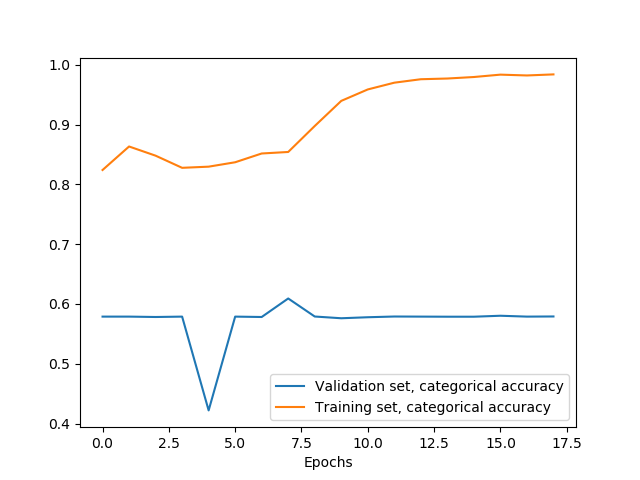 1.0
0.9
0.8
0.7
0.6
0.5
0.4
Validation set, categorical accuracy
Training set, categorical accuracy
0.0 2.5 5.0 7.5 10.0 12.5 15.0 17.5
Epochs